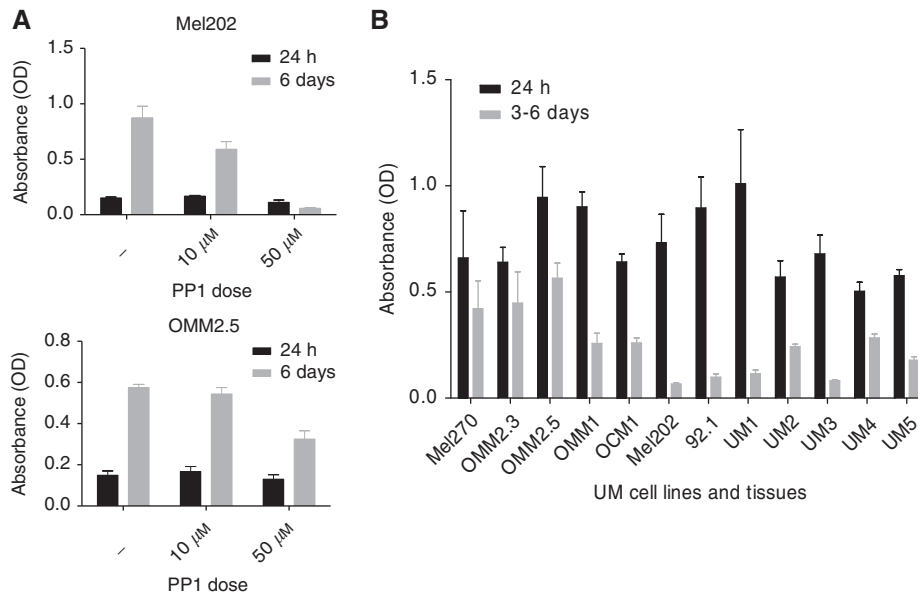 A
Mel202
24 h
6 days
Absorbance (OD)
1.5
1.0
0.5
0.0
–
10 µM
50 µM
PP1 dose
OMM2.5
24 h
6 days
Absorbance (OD)
0.8
0.6
0.4
0.2
0.0
–
10 µM
50 µM
PP1 dose
B
24 h
3-6 days
Absorbance (OD)
1.5
1.0
0.5
0.0
Mel270
OMM2.3
OMM2.5
OMM1
OCM1
Mel202
92.1
UM1
UM2
UM3
UM4
UM5
UM cell lines and tissues